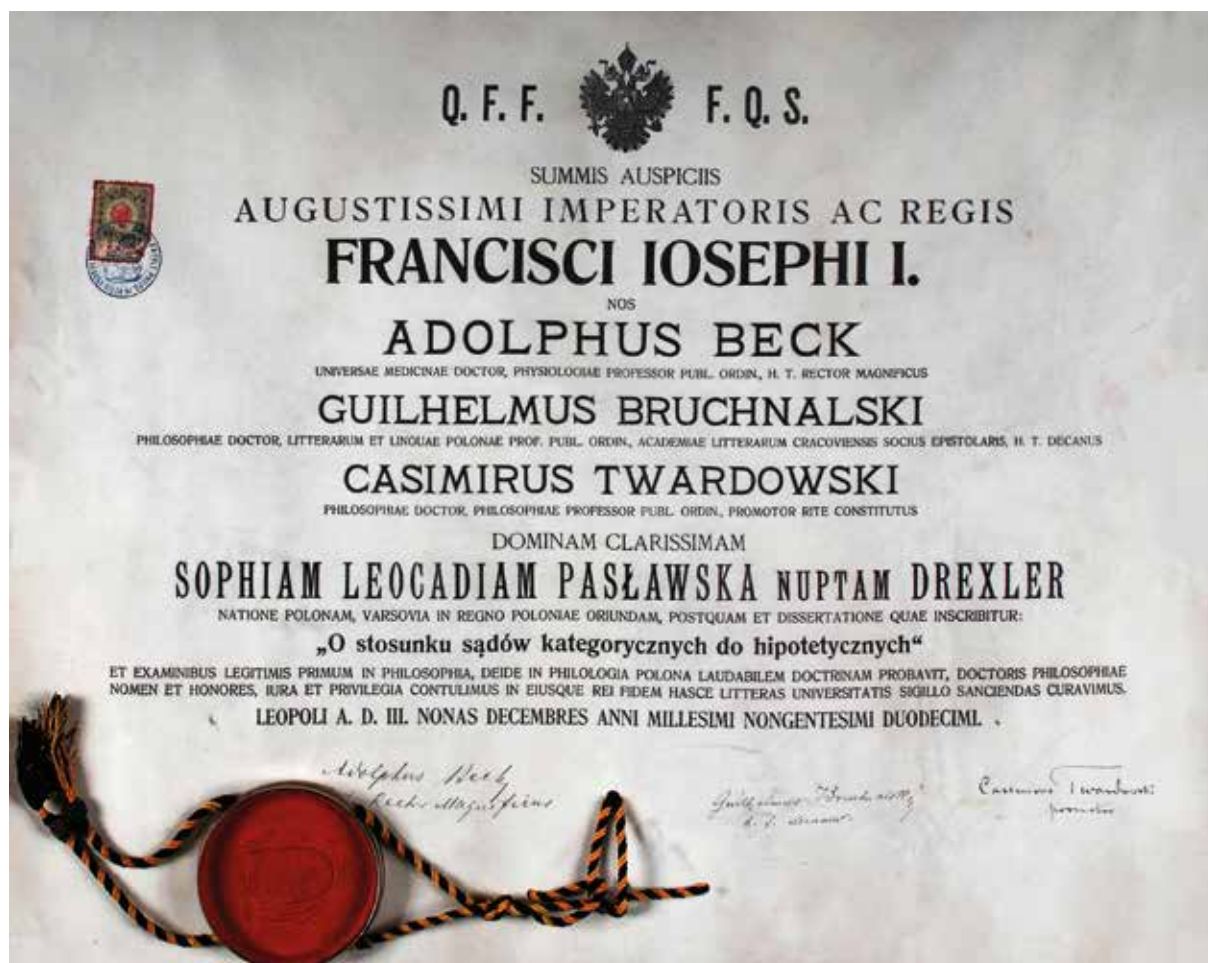 Q. F. F. F. Q. S.
SUMMIS AUSPICIIS
AUGUSTISSIMI IMPERATORIS AC REGIS
FRANCISCI IOSEPHI I.
NOS
ADOLPHUS BECK
UNIVERSAE MEDICINAE DOCTOR, PHYSIOLOGIAE PROFESSOR PUBL. ORDIN., H. T. RECTOR MAGNIFICUS
GUILHELMUS BRUCHNALSKI
PHILOSOPHIAE DOCTOR, LITTERARUM ET LINGUAE POLONAE PROF. PUBL. ORDIN., ACADEMIAE LITTERARUM CRACOVIENSIS SOCIUS EPISTOLARIS, H. T. DECANUS
CASIMIRUS TWARDOWSKI
PHILOSOPHIAE DOCTOR, PHILOSOPHIAE PROFESSOR PUBL. ORDIN., PROMOTOR RITE CONSTITUTUS
DOMINAM CLARISSIMAM
SOPHIAM LEOCADIAM PASŁAWSKA NUPTAM DREXLER
NATIONE POLONAM, VARSOVIA IN REGNO POLONIAE ORIUNDAM, POSTQUAM ET DISSERTATIONE QUAE INSCRIBITUR:
„O stosunku sądów kategorycznych do hipotetycznych“
ET EXAMINIBUS LEGITIMIS PRIMUM IN PHILOSOPHIA, DEIDE IN PHILOLOGIA POLONA LAUDABILEM DOCTRINAM PROBAVIT, DOCTORIS PHILOSOPHIAE
NOMEN ET HONORES, IURA ET PRIVILEGIA CONTULIMUS IN EIUSQUE REI FIDEM HASCE LITTERAS UNIVERSITATIS SIGILLO SANCIENDAS CURAVIMUS.
LEOPOLI A. D. III. NONAS DECEMBRES ANNI MILLESIMI NONGENTESIMI DUODECIMI.
Adolphus Beck
Rector Magnificus
Guilhelmus Bruchnalski
Casimirus Twardowski
promotor